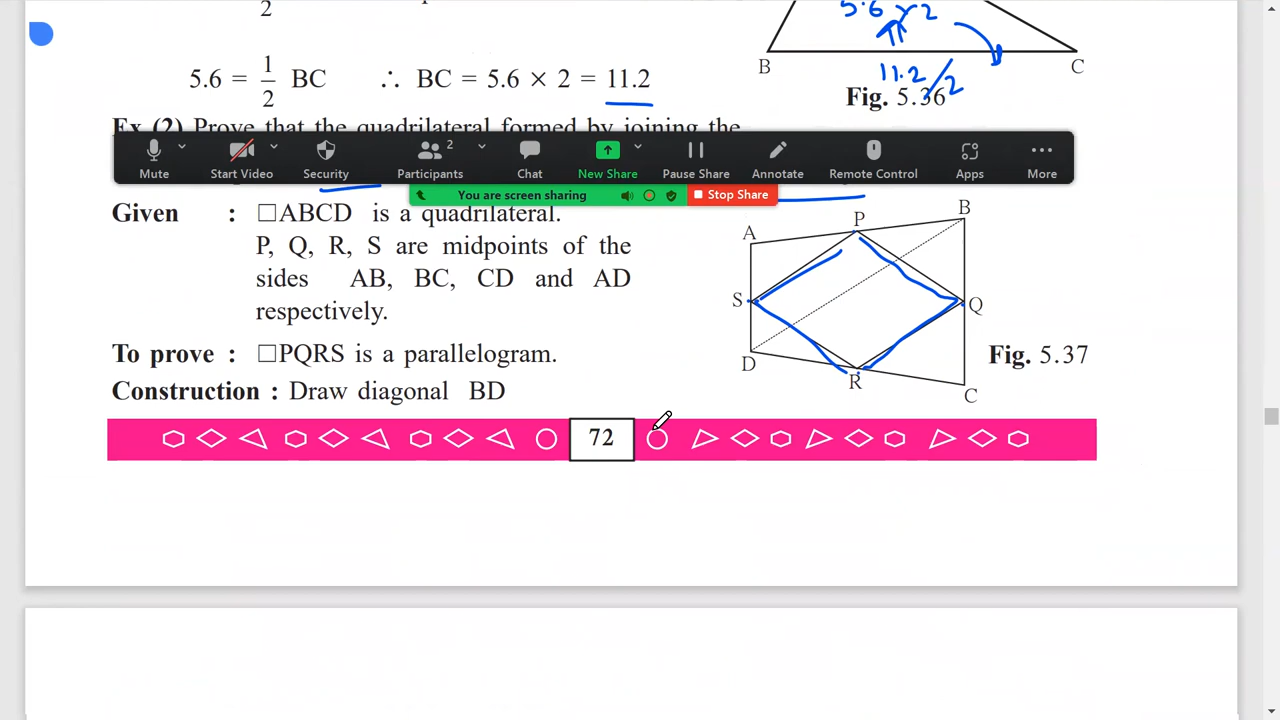 2
5.6 × 2
5.6 = 1/2 BC ∴ BC = 5.6 × 2 = 11.2
B C
11.2/2
Fig. 5.36
Ex (2) Prove that the quadrilateral formed by joining the
Mute Start Video Security Participants 2 Chat New Share Pause Share Annotate Remote Control Apps More
You are screen sharing Stop Share
Given : □ABCD is a quadrilateral.
P, Q, R, S are midpoints of the
sides AB, BC, CD and AD
respectively.
To prove : □PQRS is a parallelogram.
Construction : Draw diagonal BD
A P B
S Q
D R C
Fig. 5.37
72